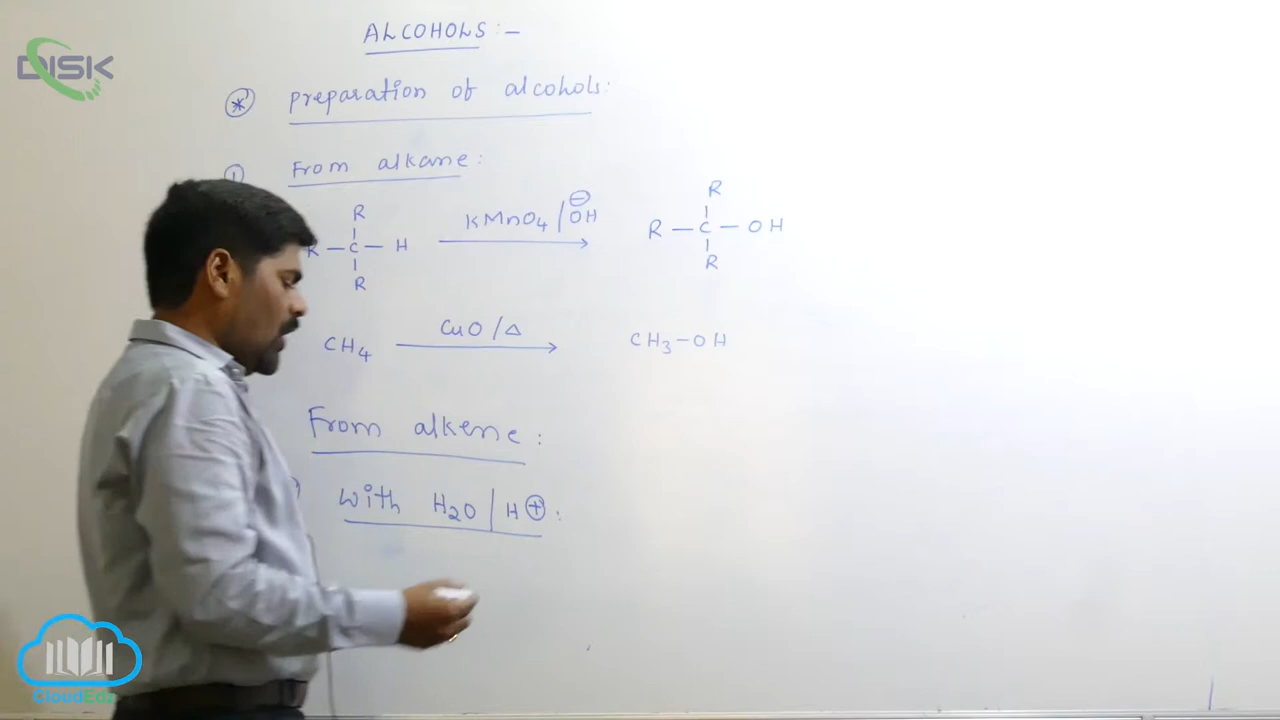 DISK
ALCOHOLS:-
* preparation of alcohols:
① From alkane:
R
R-C-H
R
KMnO4 | OH⊖
R
R-C-OH
R
CH4 CuO/△ CH3-OH
From alkene:
) with H2O | H⊕:
CloudEdz